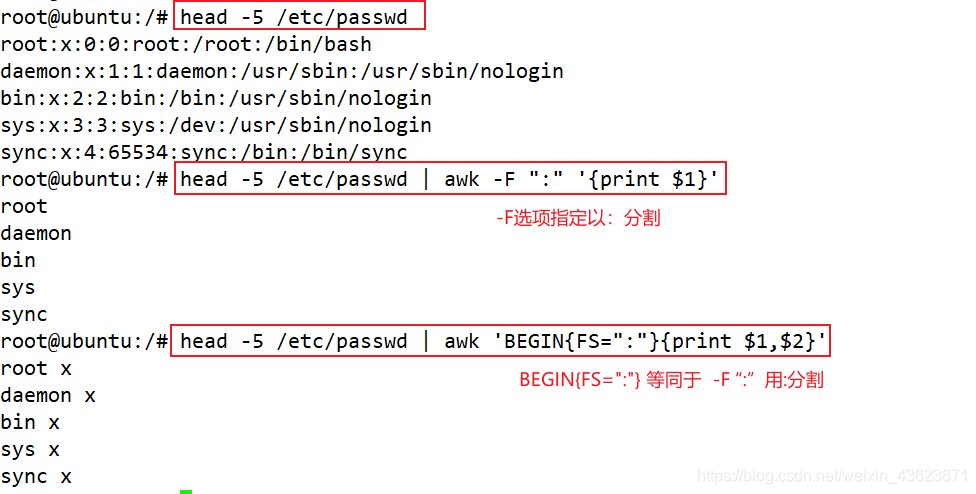 root@ubuntu:/# head -5 /etc/passwd
root:x:0:0:root:/root:/bin/bash
daemon:x:1:1:daemon:/usr/sbin:/usr/sbin/nologin
bin:x:2:2:bin:/bin:/usr/sbin/nologin
sys:x:3:3:sys:/dev:/usr/sbin/nologin
sync:x:4:65534:sync:/bin:/bin/sync
root@ubuntu:/# head -5 /etc/passwd | awk -F ":" '{print $1}'
root
-F选项指定以：分割
daemon
bin
sys
sync
root@ubuntu:/# head -5 /etc/passwd | awk 'BEGIN{FS=":"}{print $1,$2}'
root x
BEGIN{FS=":"} 等同于 -F “:” 用:分割
daemon x
bin x
sys x
sync x
https://blog.csdn.net/weixin_43623871